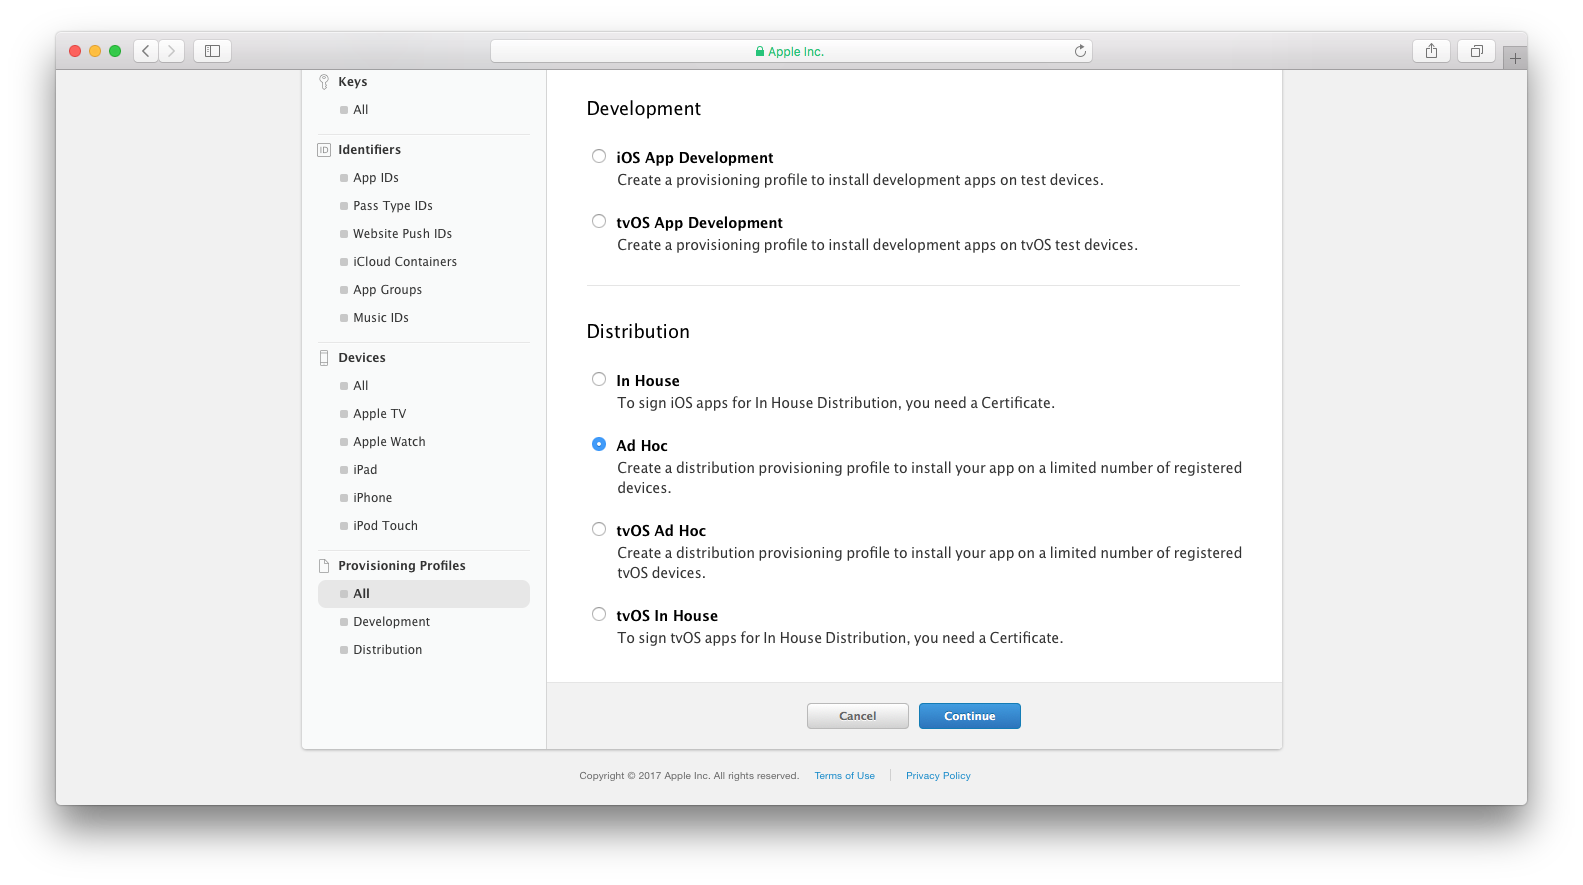 Apple Inc.
Keys
All
ID Identifiers
App IDs
Pass Type IDs
Website Push IDs
iCloud Containers
App Groups
Music IDs
Devices
All
Apple TV
Apple Watch
iPad
iPhone
iPod Touch
Provisioning Profiles
All
Development
Distribution
Development
iOS App Development
Create a provisioning profile to install development apps on test devices.
tvOS App Development
Create a provisioning profile to install development apps on tvOS test devices.
Distribution
In House
To sign iOS apps for In House Distribution, you need a Certificate.
Ad Hoc
Create a distribution provisioning profile to install your app on a limited number of registered
devices.
tvOS Ad Hoc
Create a distribution provisioning profile to install your app on a limited number of registered
tvOS devices.
tvOS In House
To sign tvOS apps for In House Distribution, you need a Certificate.
Cancel Continue
Copyright © 2017 Apple Inc. All rights reserved. Terms of Use Privacy Policy